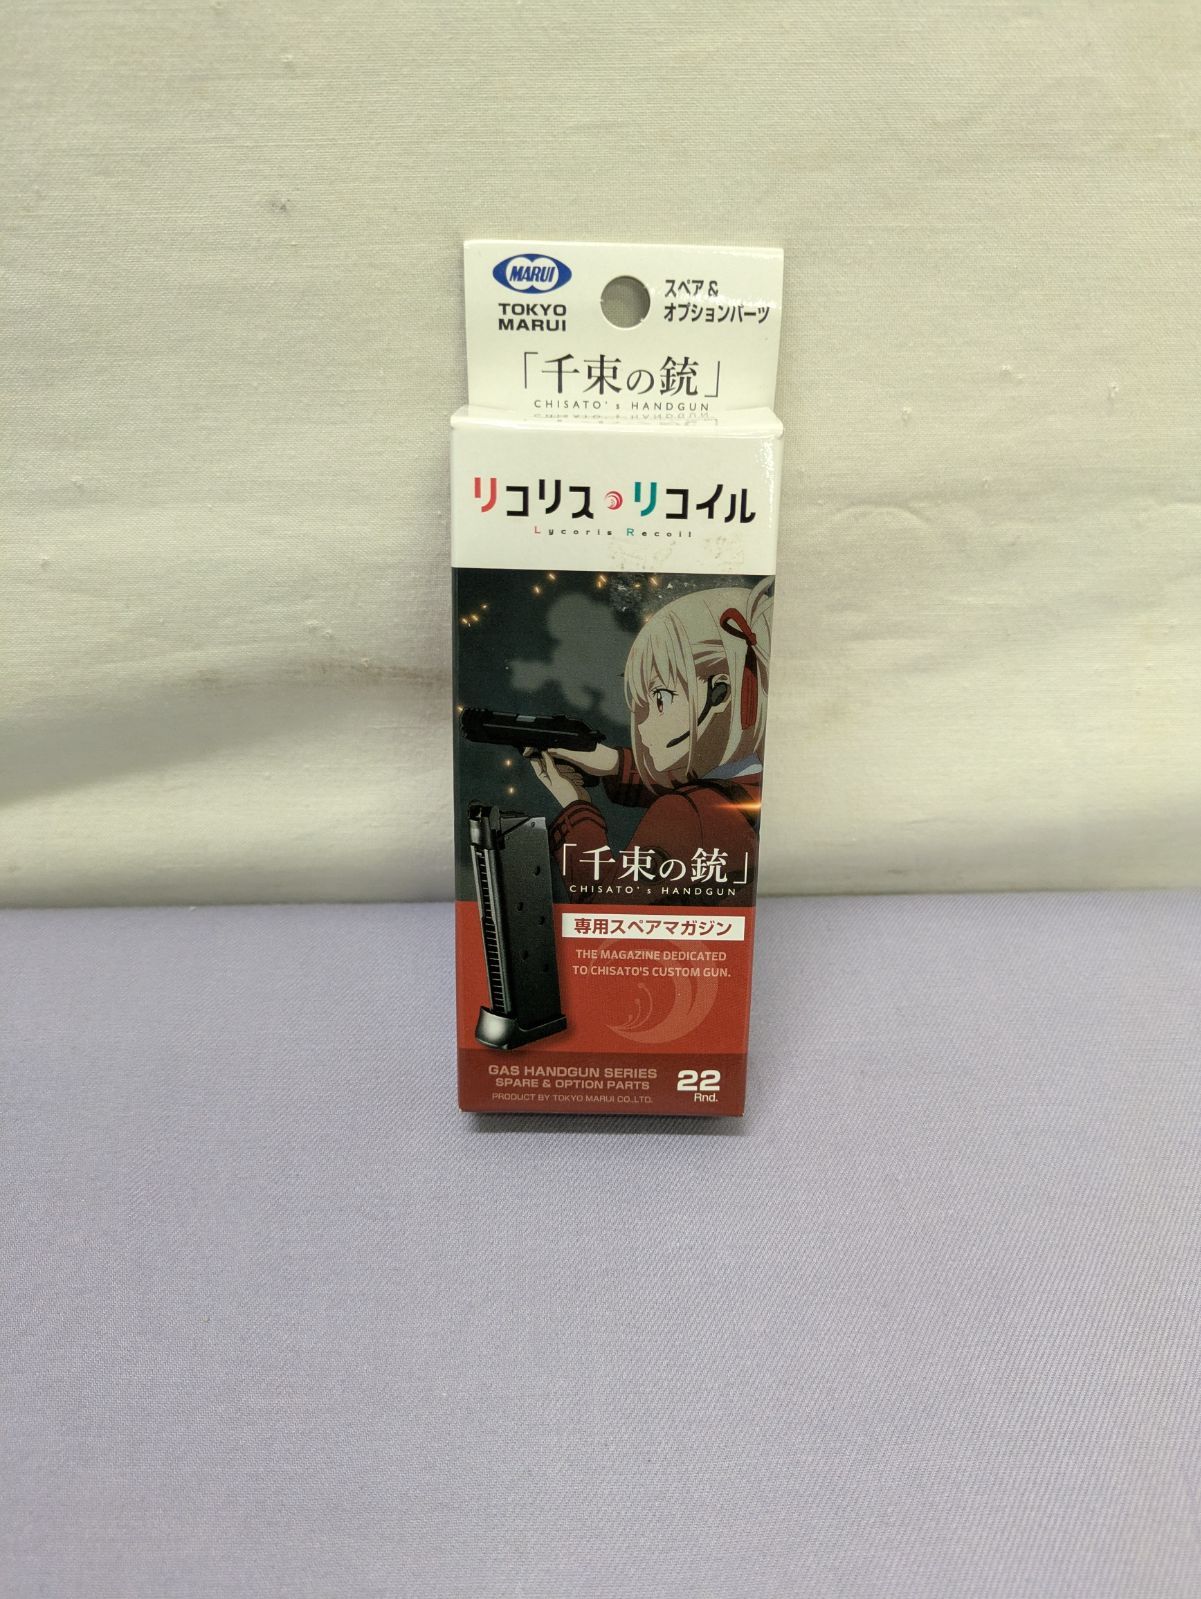 MARUI
TOKYO
MARUI
スペア&
オプションパーツ
「千束の銃」
CHISATO's HANDGUN
リコリス・リコイル
Lycoris Recoil
「千束の銃」
CHISATO's HANDGUN
専用スペアマガジン
THE MAGAZINE DEDICATED
TO CHISATO'S CUSTOM GUN.
GAS HANDGUN SERIES
SPARE & OPTION PARTS
PRODUCT BY TOKYO MARUI CO.,LTD.
22
Rnd.